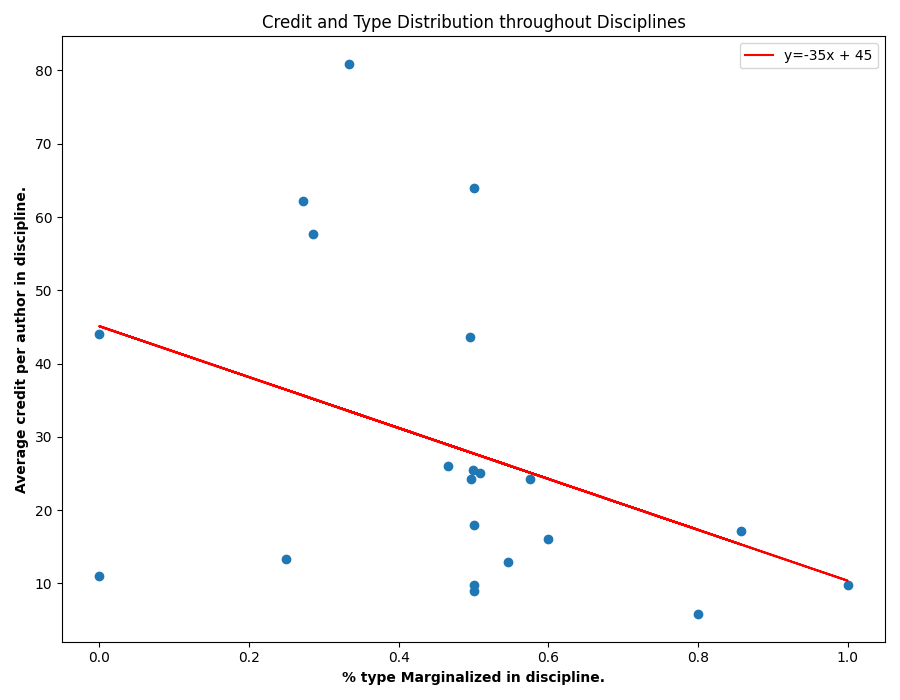 Credit and Type Distribution throughout Disciplines
y=-35x + 45
80
70
60
50
40
30
20
10
Average credit per author in discipline.
0.0 0.2 0.4 0.6 0.8 1.0
% type Marginalized in discipline.